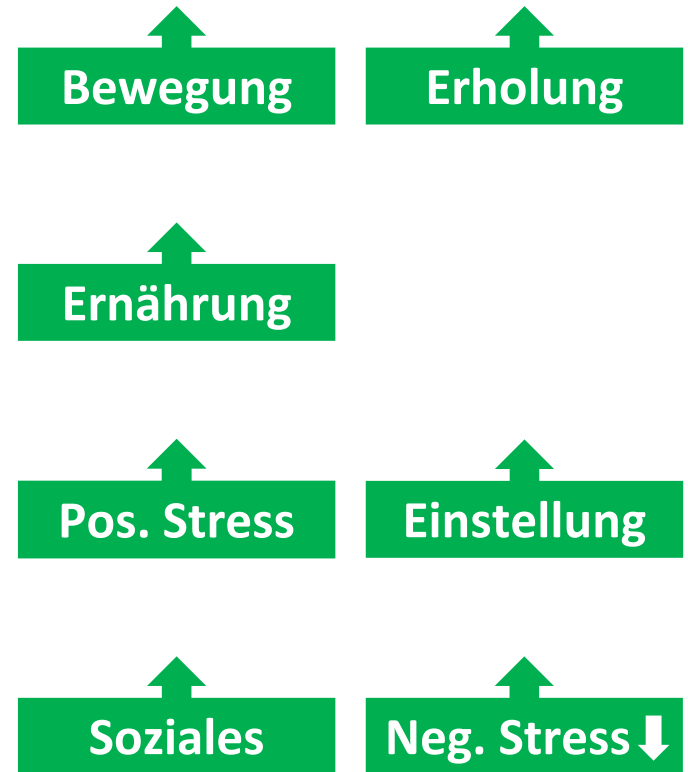 Bewegung
Erholung
Ernährung
Pos. Stress
Einstellung
Soziales
Neg. Stress